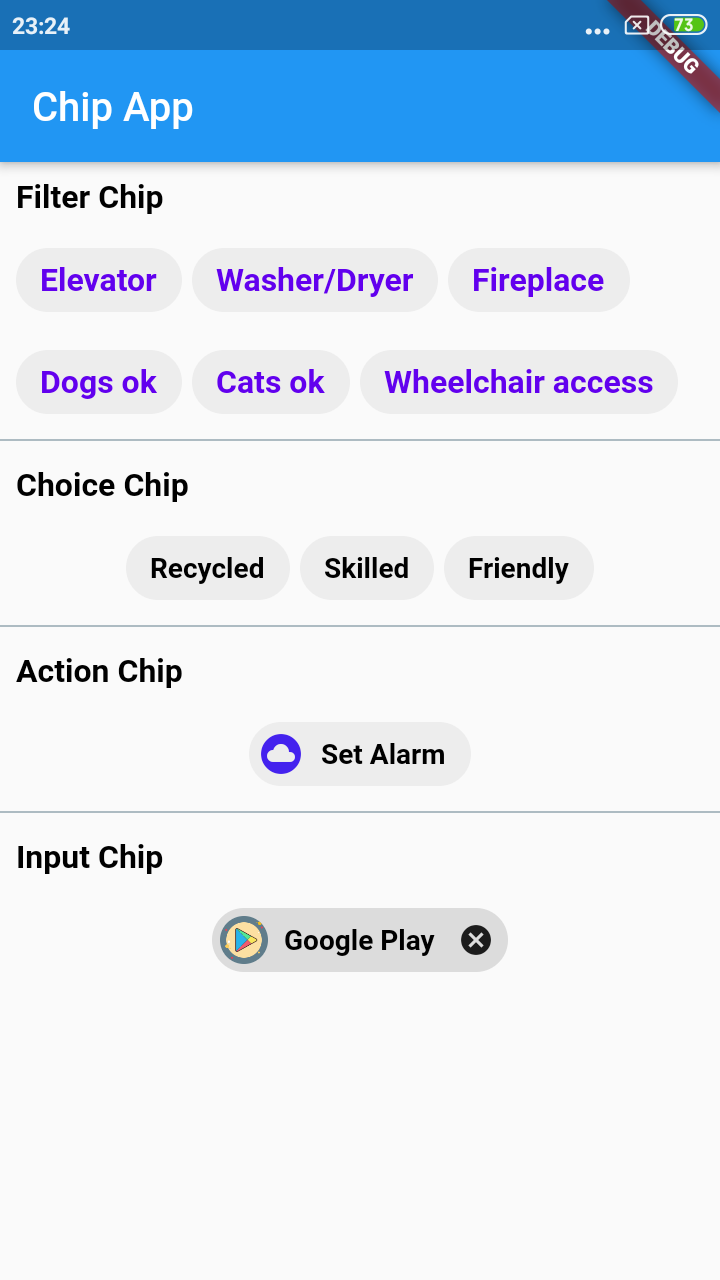 23:24 ... 73
DEBUG
Chip App
Filter Chip
Elevator Washer/Dryer Fireplace
Dogs ok Cats ok Wheelchair access
Choice Chip
Recycled Skilled Friendly
Action Chip
Set Alarm
Input Chip
Google Play